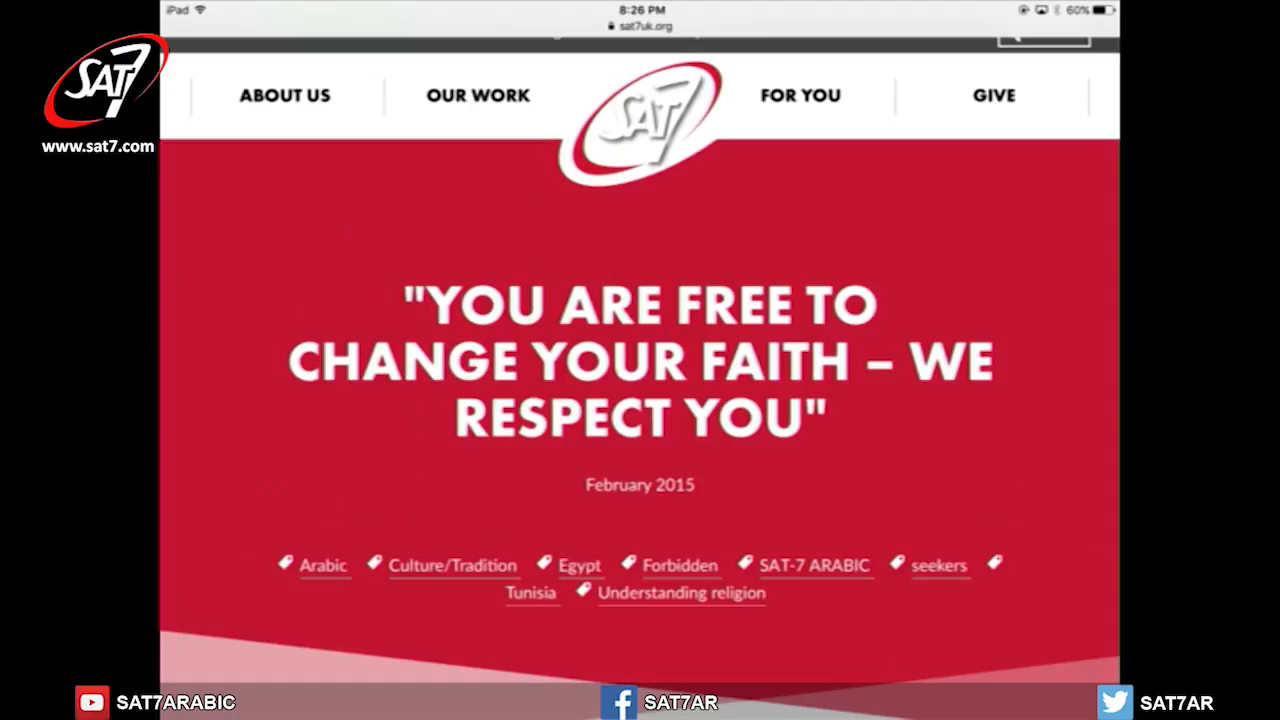 iPad
8:26 PM
60%
sat7uk.org
SAT7
www.sat7.com
ABOUT US
OUR WORK
SAT7
FOR YOU
GIVE
"YOU ARE FREE TO
CHANGE YOUR FAITH – WE
RESPECT YOU"
February 2015
Arabic Culture/Tradition Egypt Forbidden SAT-7 ARABIC seekers
Tunisia Understanding religion
SAT7ARABIC
SAT7AR
SAT7AR